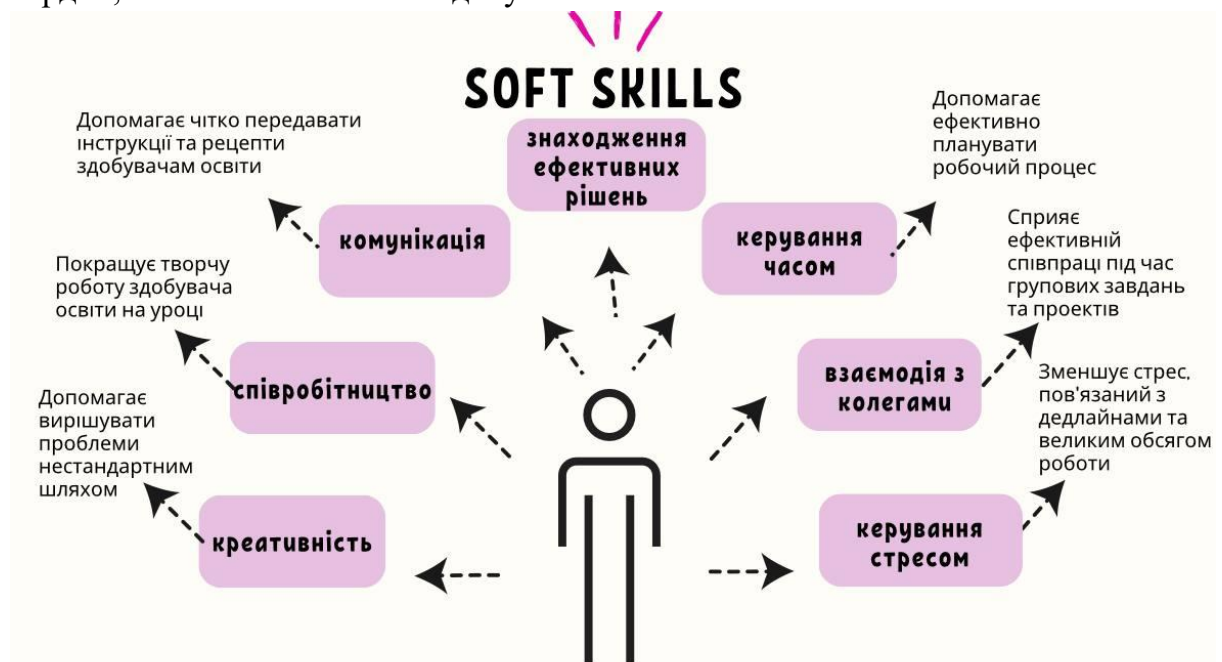 SOFT SKILLS
знаходження
ефективних
рішень
Допомагає чітко передавати
інструкції та рецепти
здобувачам освіти
комунікація
Допомагає
ефективно
планувати
робочий процес
керування
часом
Покращує творчу
роботу здобувача
освіти на уроці
співробітництво
Сприяє
ефективній
співпраці під час
групових завдань
та проектів
взаємодія з
колегами
Допомагає
вирішувати
проблеми
нестандартним
шляхом
креативність
Зменшує стрес,
пов'язаний з
дедлайнами та
великим обсягом
роботи
керування
стресом